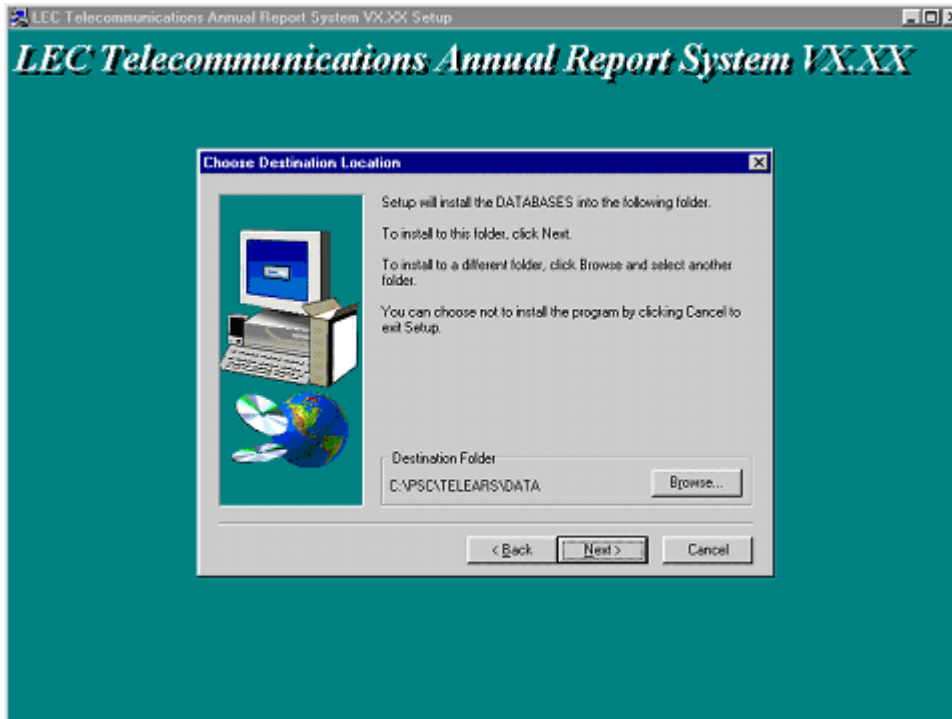 LEC Telecommunications Annual Report System VX.XX Setup
LEC Telecommunications Annual Report System VX.XX
Choose Destination Location
Setup will install the DATABASES into the following folder.
To install to this folder, click Next.
To install to a different folder, click Browse and select another
folder.
You can choose not to install the program by clicking Cancel to
exit Setup.
Destination Folder
C:\PSC\TELEARS\DATA
Browse...
< Back
Next >
Cancel